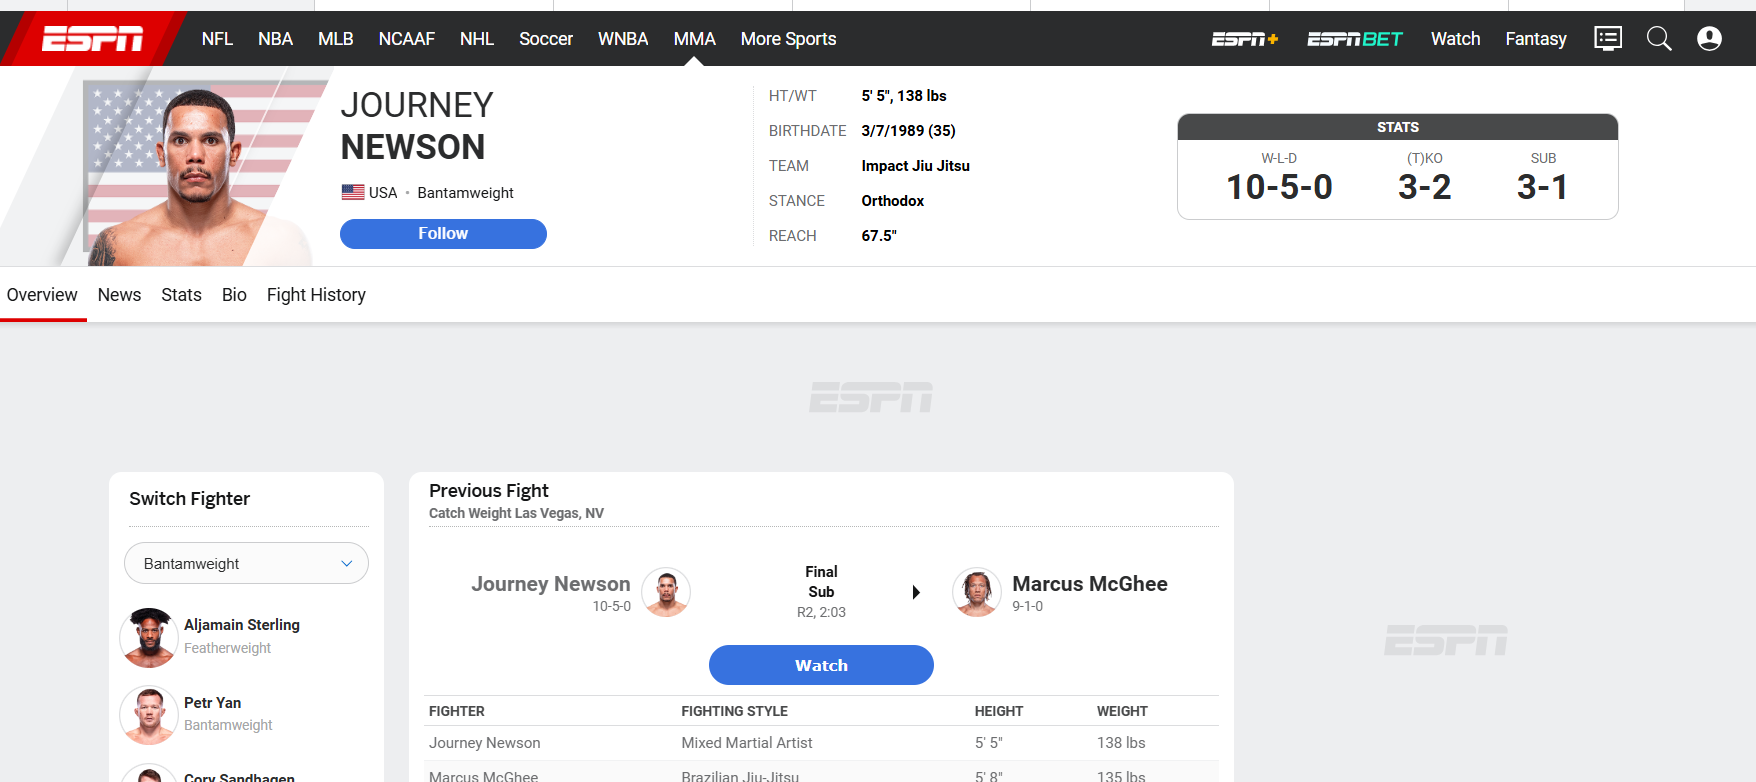 ESPN NFL NBA MLB NCAAF NHL Soccer WNBA MMA More Sports ESPN+ ESPN BET Watch Fantasy
JOURNEY
NEWSON
USA • Bantamweight
Follow
HT/WT 5' 5", 138 lbs
BIRTHDATE 3/7/1989 (35)
TEAM Impact Jiu Jitsu
STANCE Orthodox
REACH 67.5"
STATS
W-L-D (T)KO SUB
10-5-0 3-2 3-1
Overview News Stats Bio Fight History
ESPN
Switch Fighter
Bantamweight
Aljamain Sterling
Featherweight
Petr Yan
Bantamweight
Cory Sandhagen
Previous Fight
Catch Weight Las Vegas, NV
Journey Newson
10-5-0
Final
Sub
R2, 2:03
Marcus McGhee
9-1-0
Watch
FIGHTER FIGHTING STYLE HEIGHT WEIGHT
Journey Newson Mixed Martial Artist 5' 5" 138 lbs
Marcus McGhee Brazilian Jiu-Jitsu 5' 8" 135 lbs
ESPN